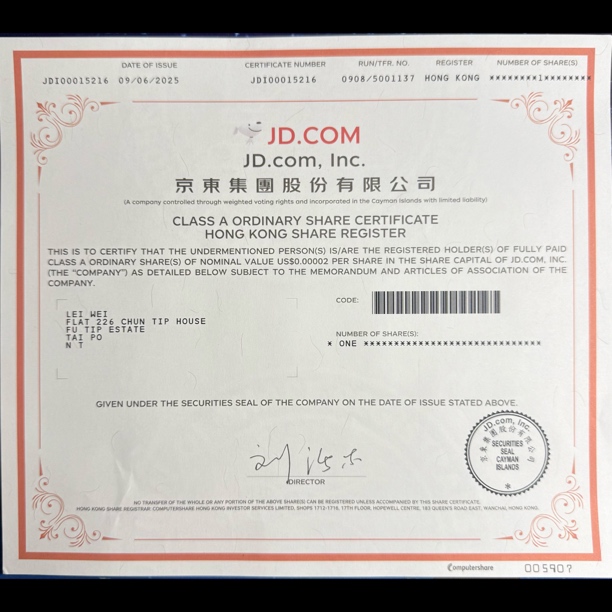 DATE OF ISSUE CERTIFICATE NUMBER RUN/TFR. NO. REGISTER NUMBER OF SHARE(S)
JDI00015216 09/06/2025 JDI00015216 0908/5001137 HONG KONG ********1********
JD.COM
JD.com, Inc.
京東集團股份有限公司
(A company controlled through weighted voting rights and incorporated in the Cayman Islands with limited liability)
CLASS A ORDINARY SHARE CERTIFICATE
HONG KONG SHARE REGISTER
THIS IS TO CERTIFY THAT THE UNDERMENTIONED PERSON(S) IS/ARE THE REGISTERED HOLDER(S) OF FULLY PAID
CLASS A ORDINARY SHARE(S) OF NOMINAL VALUE US$0.00002 PER SHARE IN THE SHARE CAPITAL OF JD.COM, INC.
(THE "COMPANY") AS DETAILED BELOW SUBJECT TO THE MEMORANDUM AND ARTICLES OF ASSOCIATION OF THE
COMPANY.
CODE:
LEI WEI
FLAT 226 CHUN TIP HOUSE
FU TIP ESTATE
TAI PO
N T
NUMBER OF SHARE(S):
* ONE ******************************
GIVEN UNDER THE SECURITIES SEAL OF THE COMPANY ON THE DATE OF ISSUE STATED ABOVE.
JD.com, Inc.
京東集團股份有限公司
SECURITIES
SEAL
CAYMAN
ISLANDS
*
DIRECTOR
NO TRANSFER OF THE WHOLE OR ANY PORTION OF THE ABOVE SHARE(S) CAN BE REGISTERED UNLESS ACCOMPANIED BY THIS SHARE CERTIFICATE.
HONG KONG SHARE REGISTRAR: COMPUTERSHARE HONG KONG INVESTOR SERVICES LIMITED, SHOPS 1712-1716, 17TH FLOOR, HOPEWELL CENTRE, 183 QUEEN'S ROAD EAST, WANCHAI, HONG KONG.
Computershare 005907